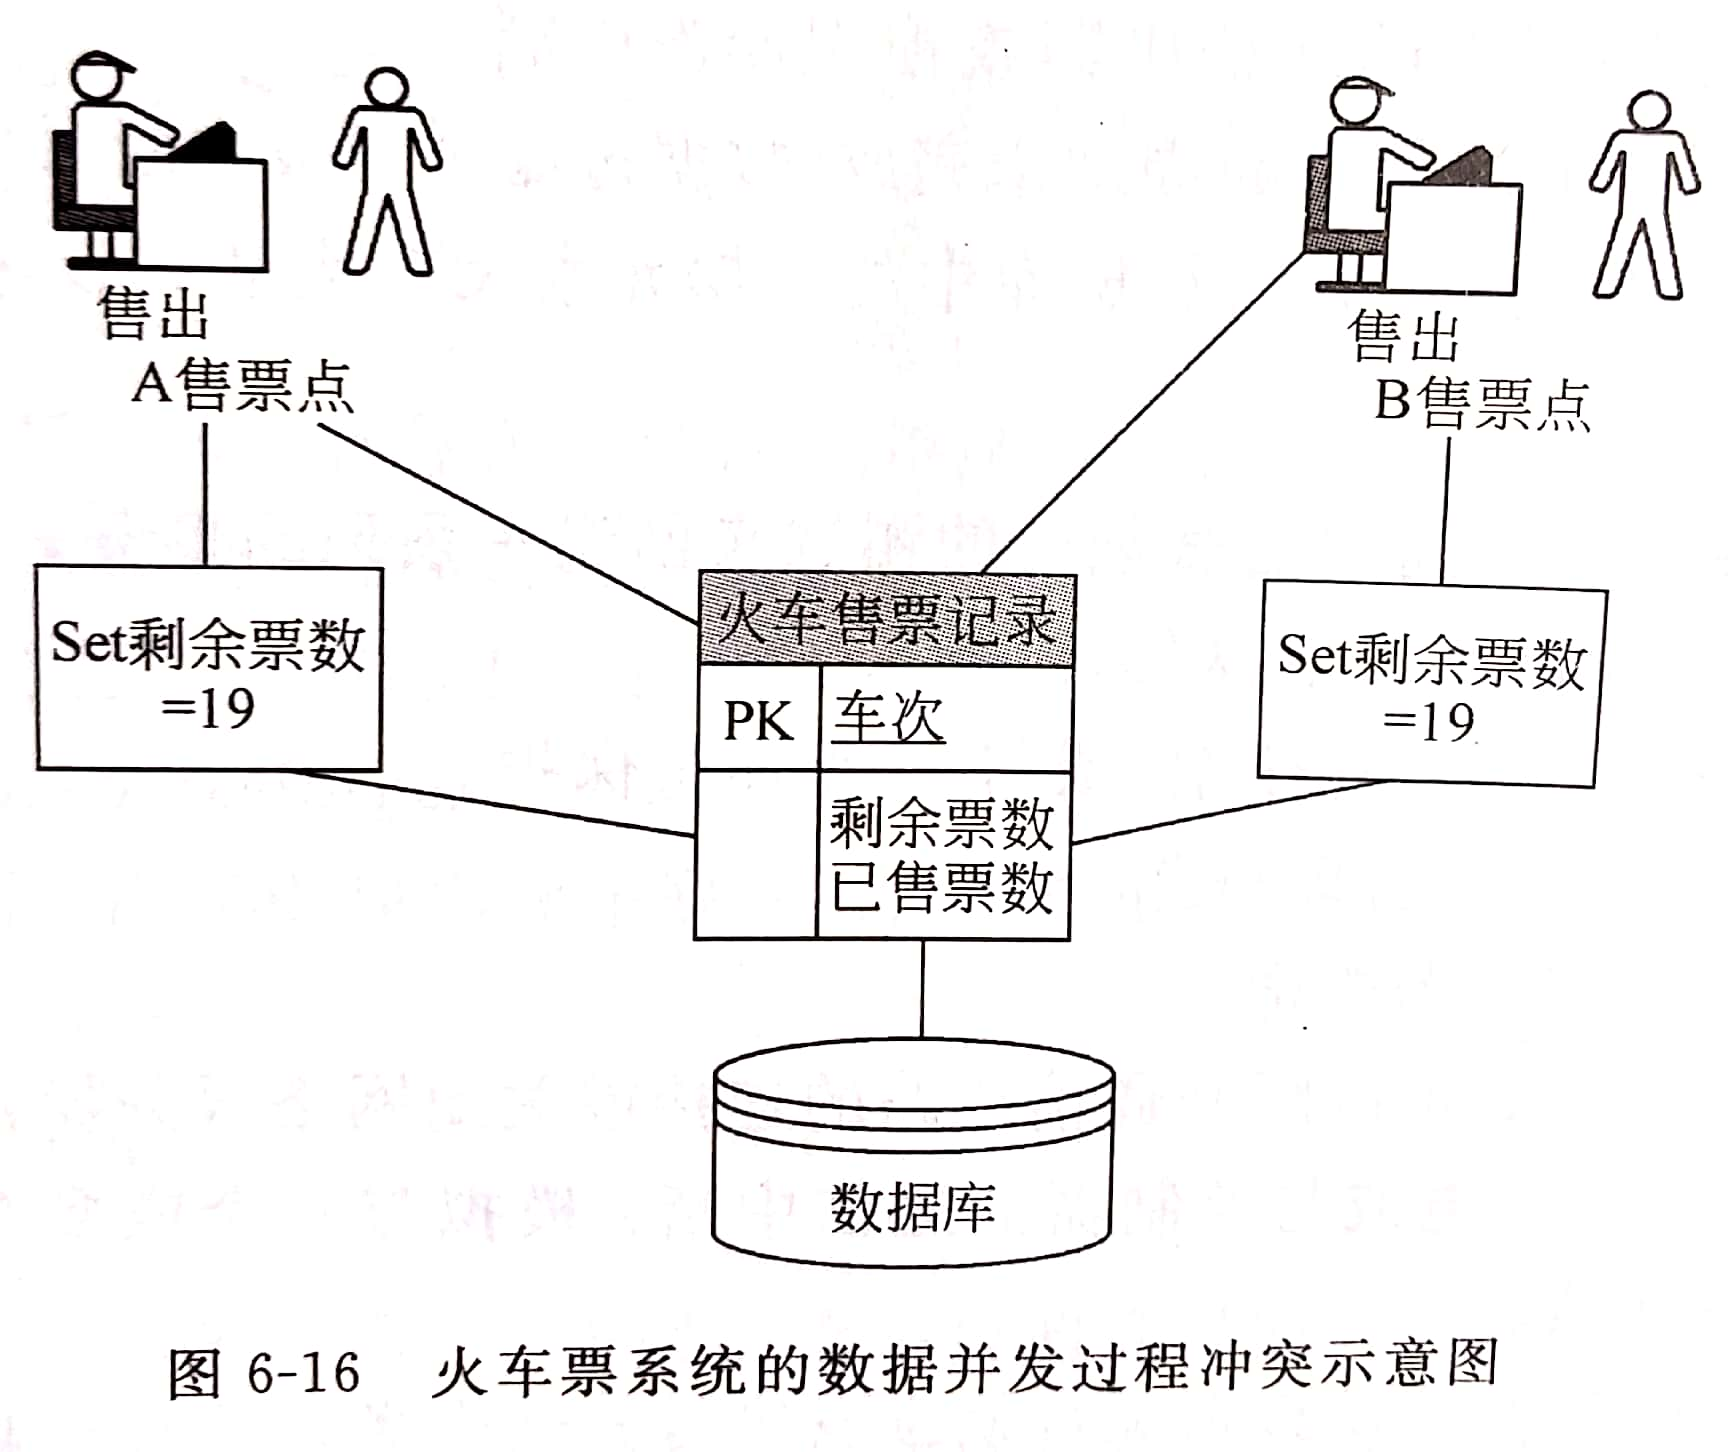 售出
A售票点
售出
B售票点
Set剩余票数
=19
火车售票记录
PK 车次
剩余票数
已售票数
Set剩余票数
=19
数据库
图 6-16 火车票系统的数据并发过程冲突示意图